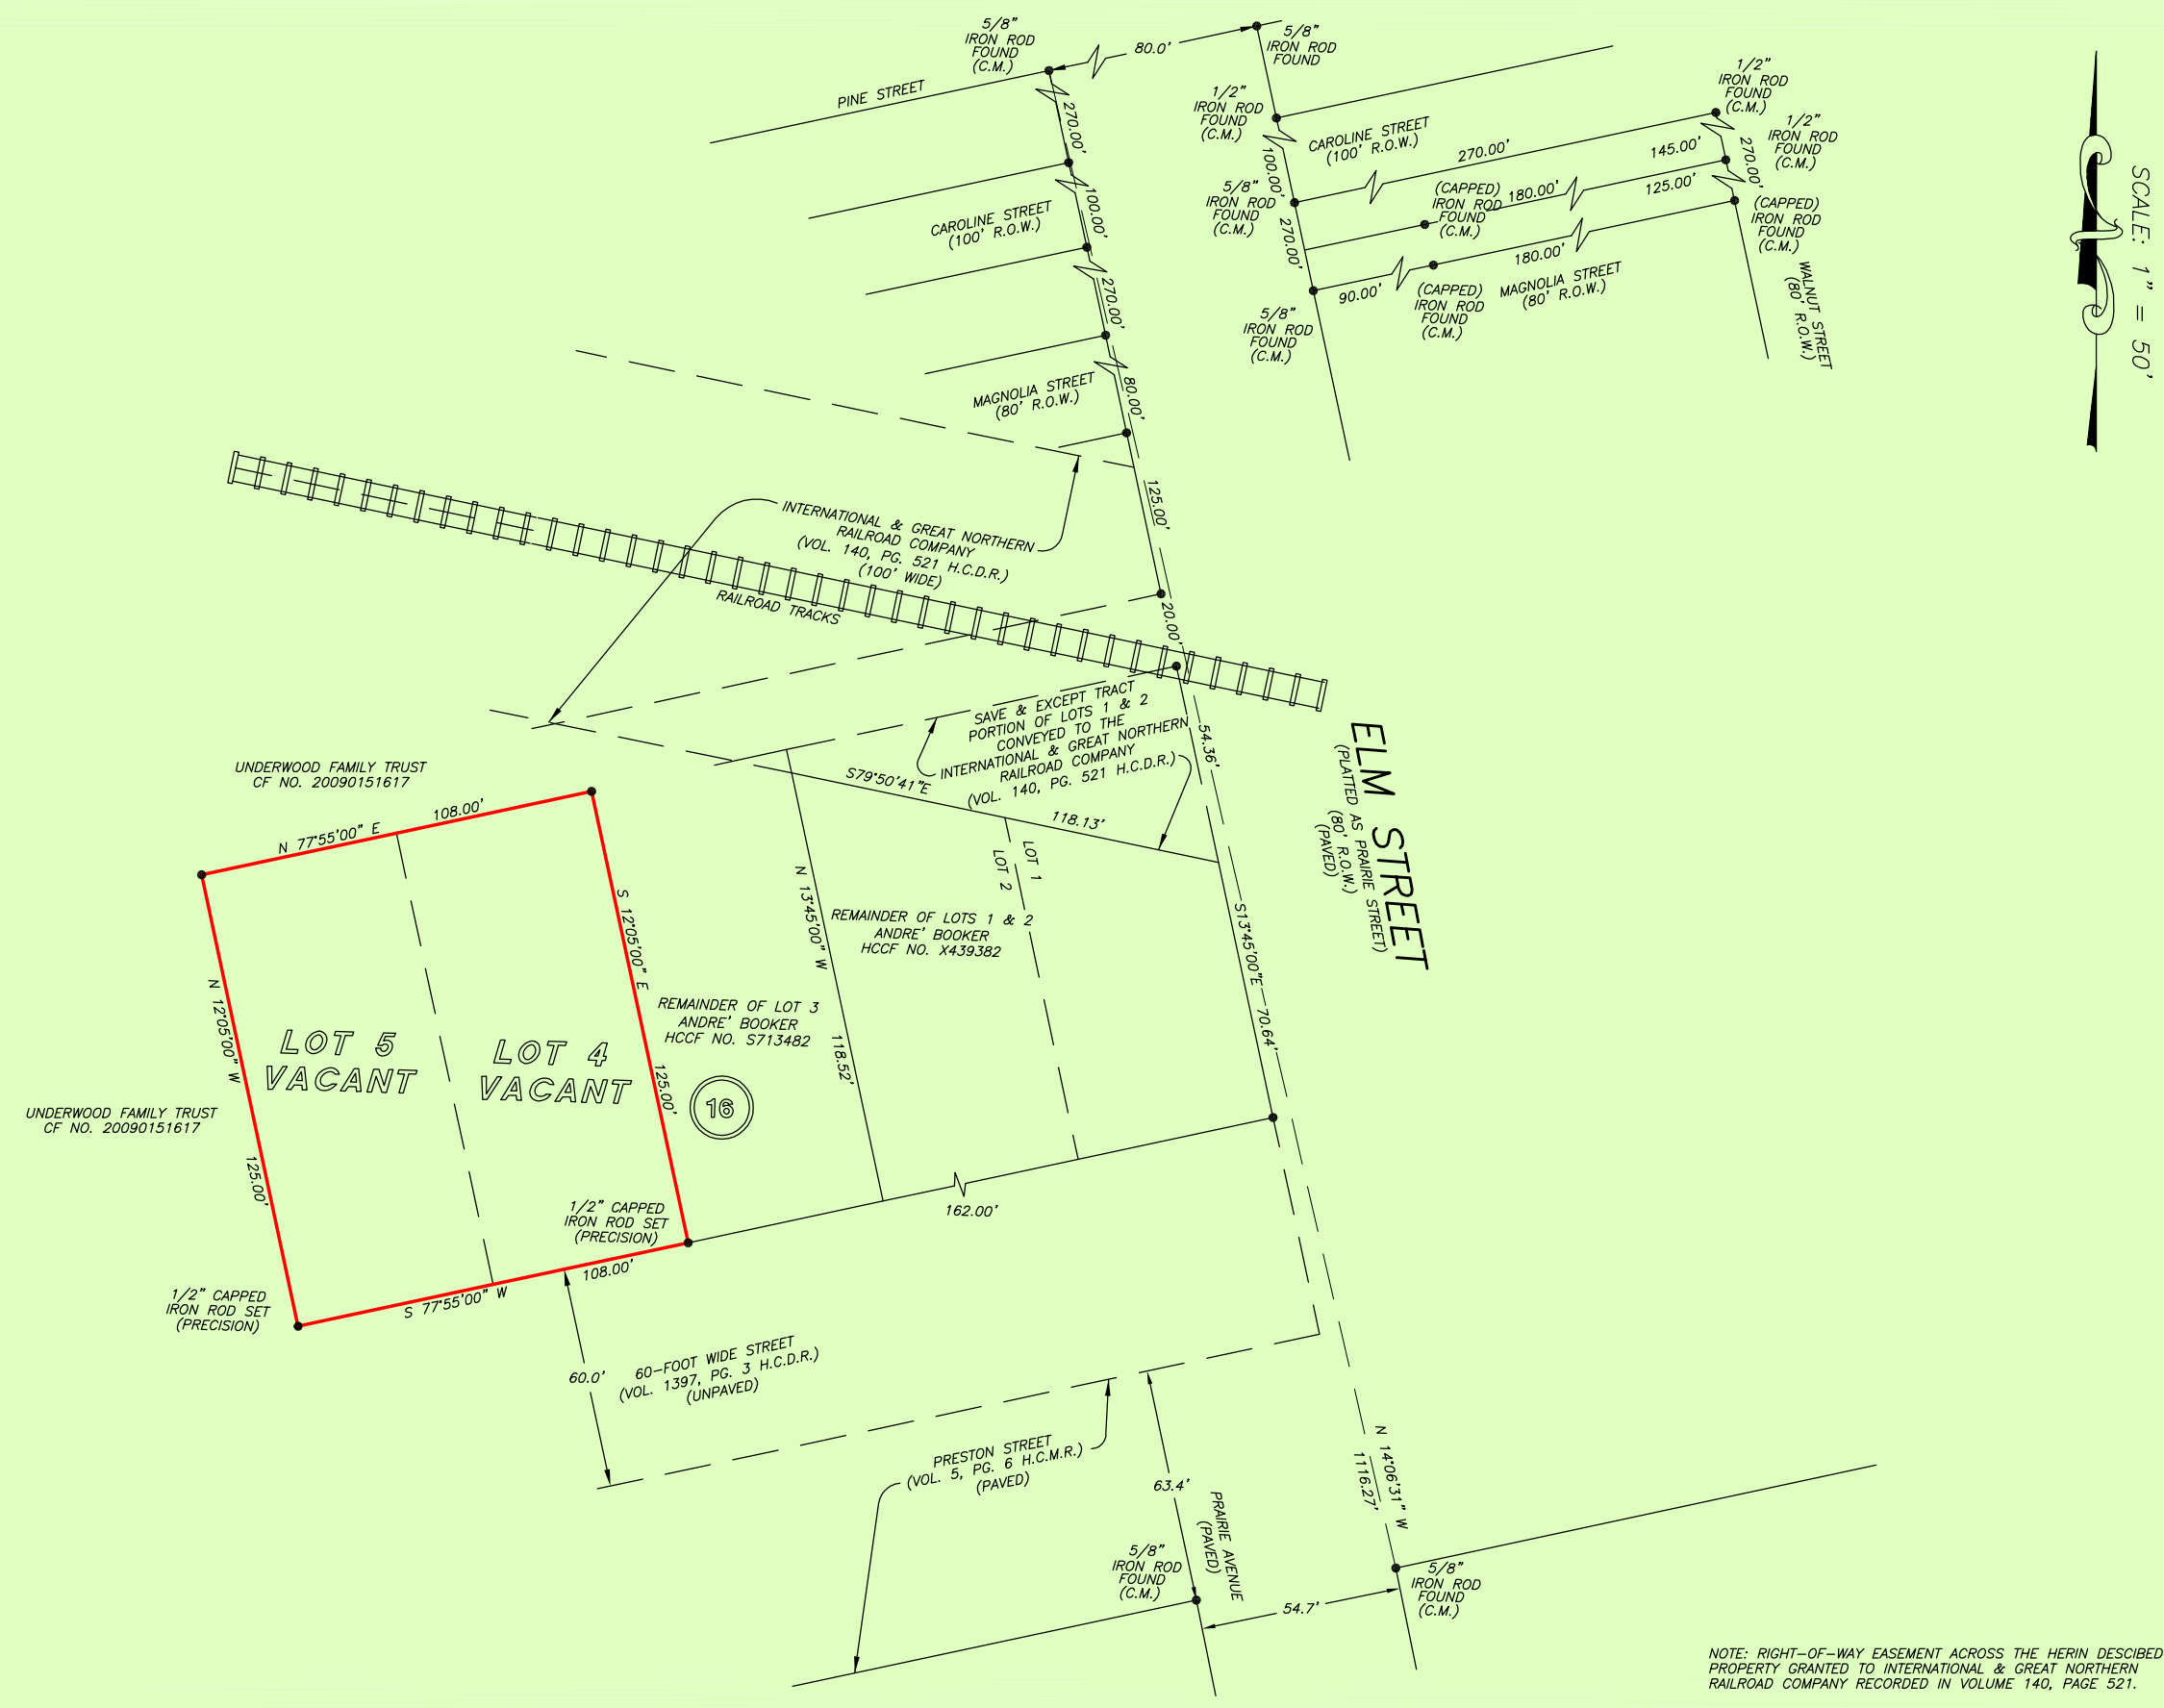 5/8"
IRON ROD
FOUND
(C.M.)
80.0'
5/8"
IRON ROD
FOUND
PINE STREET
270.00'
1/2"
IRON ROD
FOUND
(C.M.)
CAROLINE STREET
(100' R.O.W.)
1/2"
IRON ROD
FOUND
(C.M.)
1/2"
IRON ROD
FOUND
(C.M.)
270.00'
100.00'
270.00'
145.00'
5/8"
IRON ROD
FOUND
(C.M.)
(CAPPED)
IRON ROD
FOUND
(C.M.)
180.00'
125.00'
(CAPPED)
IRON ROD
FOUND
(C.M.)
SCALE: 1" = 50'
CAROLINE STREET
(100' R.O.W.)
100.00'
270.00'
180.00'
90.00'
(CAPPED)
IRON ROD
FOUND
(C.M.)
MAGNOLIA STREET
(80' R.O.W.)
WALNUT STREET
(80' R.O.W.)
5/8"
IRON ROD
FOUND
(C.M.)
270.00'
MAGNOLIA STREET
(80' R.O.W.)
80.00'
125.00'
INTERNATIONAL & GREAT NORTHERN
RAILROAD COMPANY
(VOL. 140, PG. 521 H.C.D.R.)
(100' WIDE)
RAILROAD TRACKS
20.00'
SAVE & EXCEPT TRACT
PORTION OF LOTS 1 & 2
CONVEYED TO THE
INTERNATIONAL & GREAT NORTHERN
RAILROAD COMPANY
(VOL. 140, PG. 521 H.C.D.R.)
54.36'
ELM STREET
(PLATTED AS PRAIRIE STREET)
(80' R.O.W.)
(PAVED)
UNDERWOOD FAMILY TRUST
CF NO. 20090151617
N 77°55'00" E
108.00'
S79°50'41"E
118.13'
LOT 1
LOT 2
N 13°45'00" W
118.52'
REMAINDER OF LOTS 1 & 2
ANDRE' BOOKER
HCCF NO. X439382
S13°45'00"E
70.64'
S 12°05'00" E
125.00'
REMAINDER OF LOT 3
ANDRE' BOOKER
HCCF NO. S713482
N 12°05'00" W
125.00'
LOT 5
VACANT
LOT 4
VACANT
16
UNDERWOOD FAMILY TRUST
CF NO. 20090151617
1/2" CAPPED
IRON ROD SET
(PRECISION)
162.00'
1/2" CAPPED
IRON ROD SET
(PRECISION)
S 77°55'00" W
108.00'
60.0'
60-FOOT WIDE STREET
(VOL. 1397, PG. 3 H.C.D.R.)
(UNPAVED)
PRESTON STREET
(VOL. 5, PG. 6 H.C.M.R.)
(PAVED)
63.4'
N 14°06'31" W
1116.27'
PRAIRIE AVENUE
(PAVED)
5/8"
IRON ROD
FOUND
(C.M.)
54.7'
5/8"
IRON ROD
FOUND
(C.M.)
NOTE: RIGHT-OF-WAY EASEMENT ACROSS THE HERIN DESCIBED
PROPERTY GRANTED TO INTERNATIONAL & GREAT NORTHERN
RAILROAD COMPANY RECORDED IN VOLUME 140, PAGE 521.